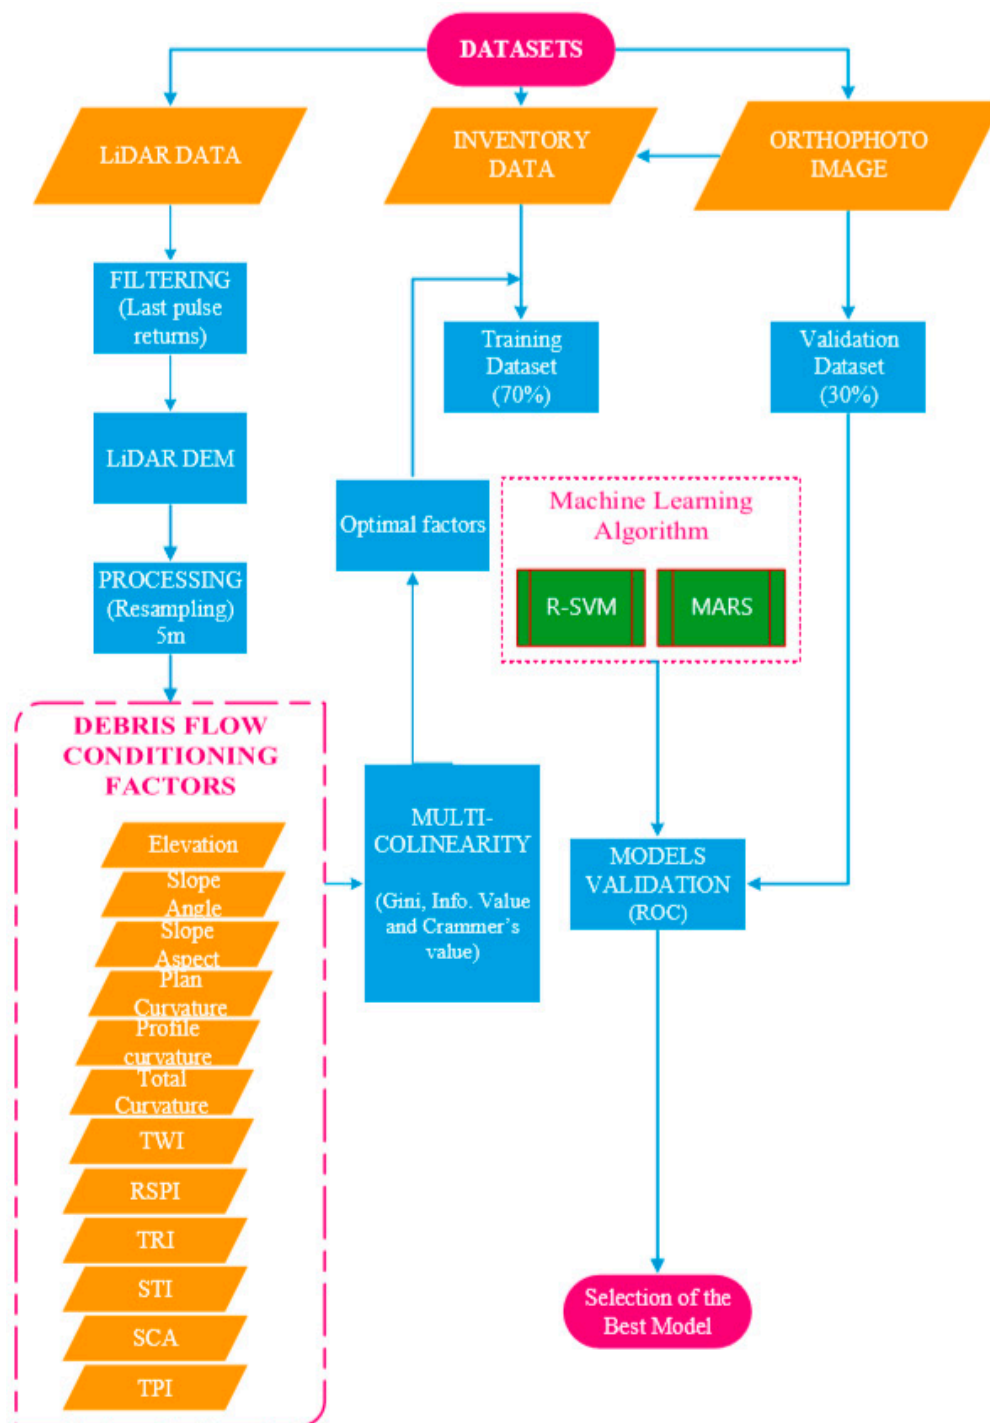 DATASETS
LiDAR DATA
INVENTORY
DATA
ORTHOPHOTO
IMAGE
FILTERING
(Last pulse
returns)
Training
Dataset
(70%)
Validation
Dataset
(30%)
LiDAR DEM
Optimal factors
Machine Learning
Algorithm
R-SVM
MARS
PROCESSING
(Resampling)
5m
DEBRIS FLOW
CONDITIONING
FACTORS
Elevation
Slope
Angle
Slope
Aspect
Plan
Curvature
Profile
curvature
Total
Curvature
TWI
RSPI
TRI
STI
SCA
TPI
MULTI-
COLINEARITY
(Gini, Info. Value
and Crammer's
value)
MODELS
VALIDATION
(ROC)
Selection of the
Best Model